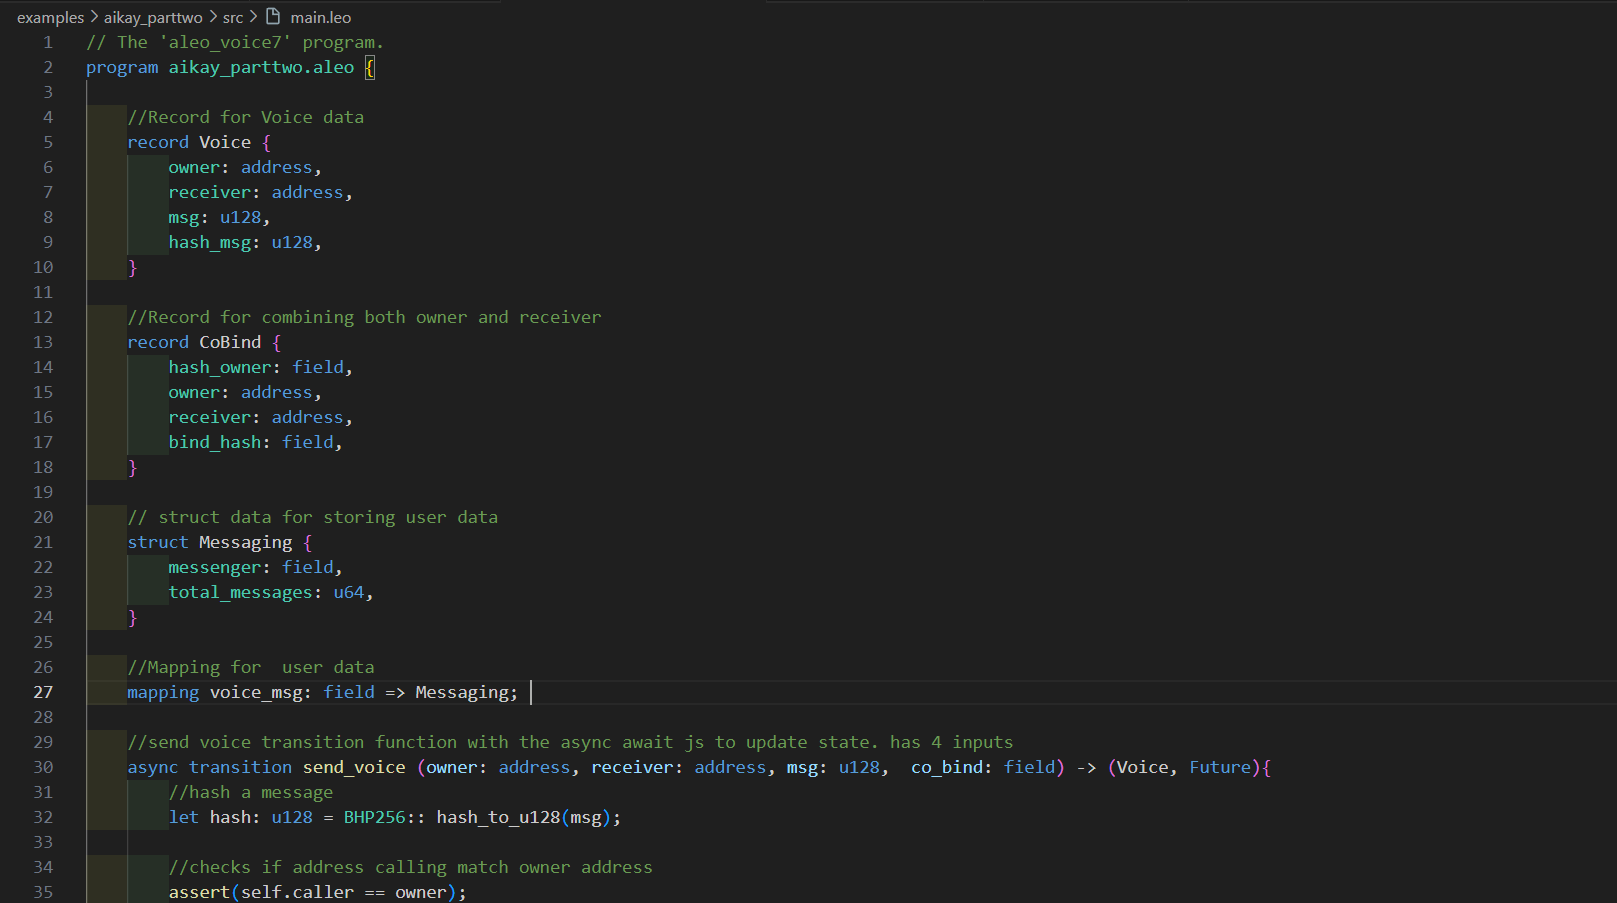 examples > aikay_parttwo > src > main.leo
1 // The 'aleo_voice7' program.
2 program aikay_parttwo.aleo {
3
4 //Record for Voice data
5 record Voice {
6 owner: address,
7 receiver: address,
8 msg: u128,
9 hash_msg: u128,
10 }
11
12 //Record for combining both owner and receiver
13 record CoBind {
14 hash_owner: field,
15 owner: address,
16 receiver: address,
17 bind_hash: field,
18 }
19
20 // struct data for storing user data
21 struct Messaging {
22 messenger: field,
23 total_messages: u64,
24 }
25
26 //Mapping for  user data
27 mapping voice_msg: field => Messaging;
28
29 //send voice transition function with the async await js to update state. has 4 inputs
30 async transition send_voice (owner: address, receiver: address, msg: u128,  co_bind: field) -> (Voice, Future){
31 //hash a message
32 let hash: u128 = BHP256:: hash_to_u128(msg);
33
34 //checks if address calling match owner address
35 assert(self.caller == owner);